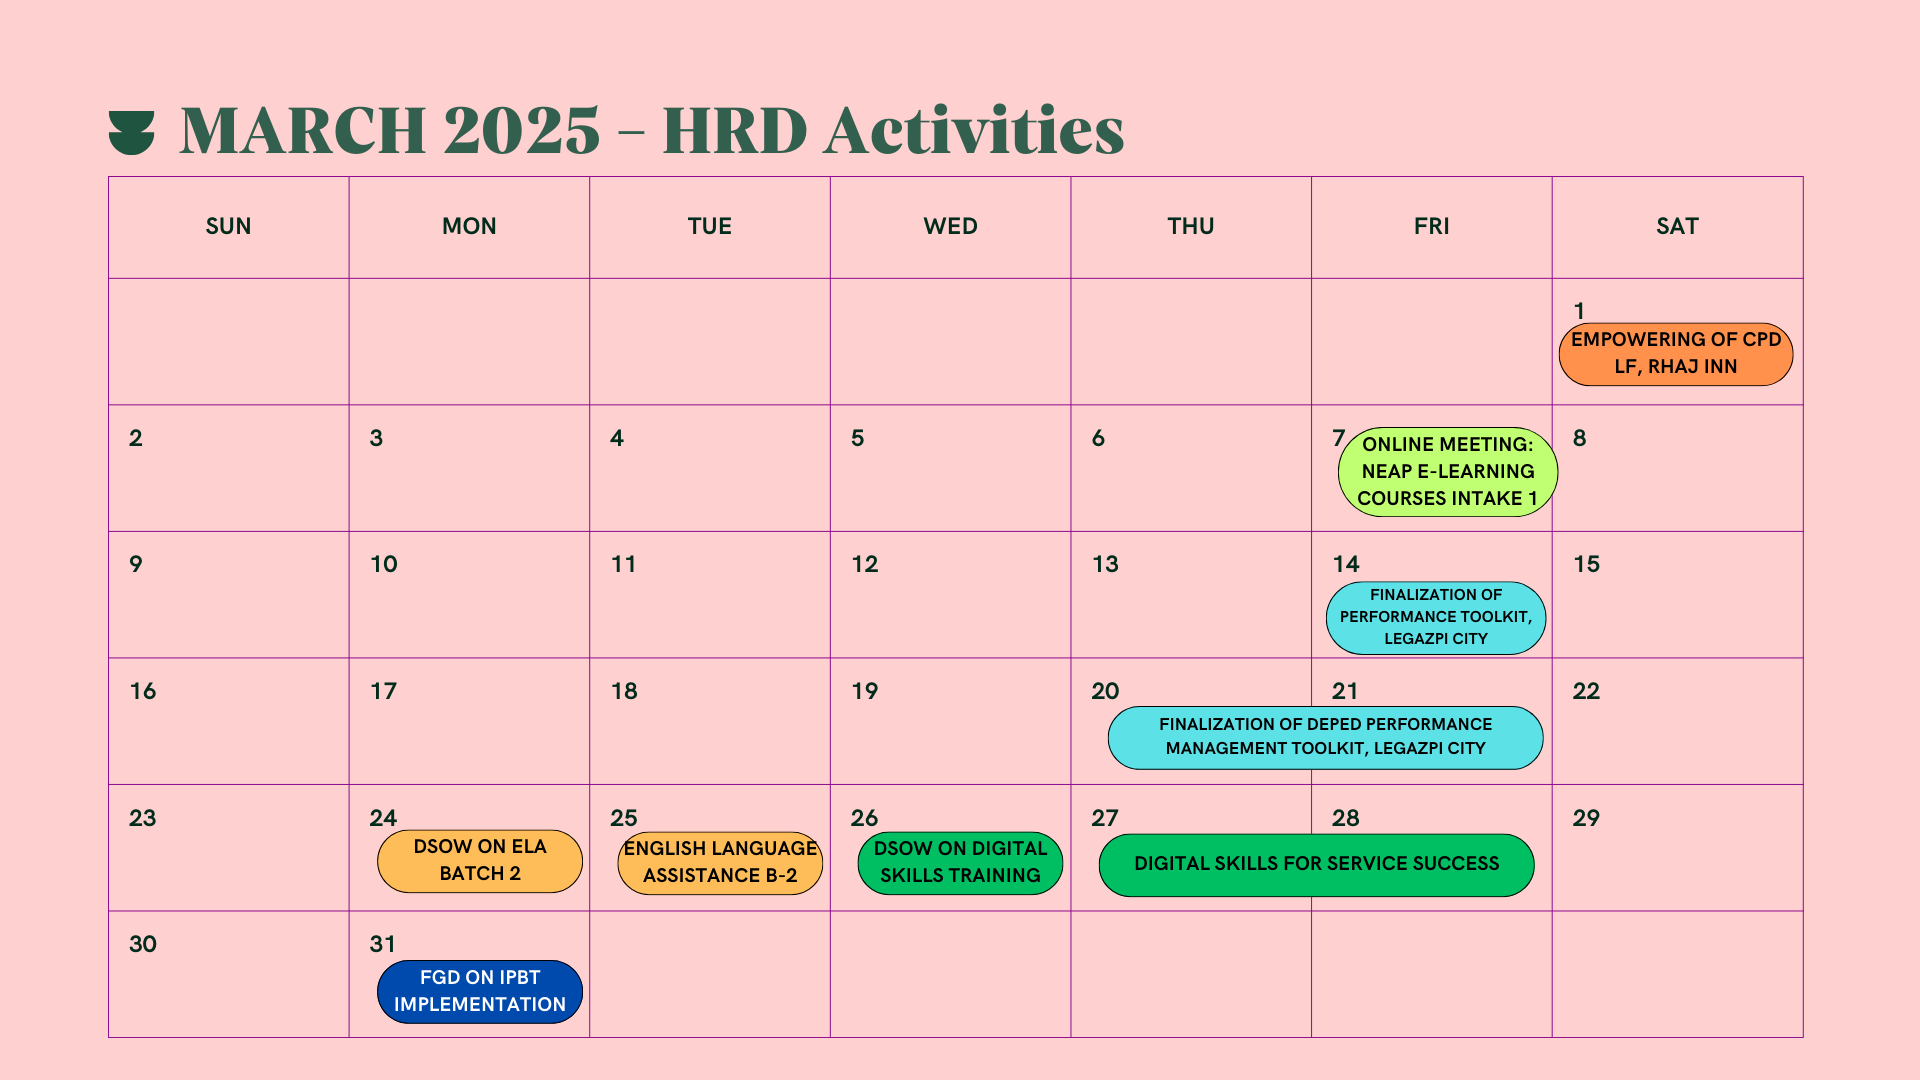 MARCH 2025 – HRD Activities
SUN MON TUE WED THU FRI SAT
1
EMPOWERING OF CPD
LF, RHAJ INN
2 3 4 5 6 7 8
ONLINE MEETING:
NEAP E-LEARNING
COURSES INTAKE 1
9 10 11 12 13 14 15
FINALIZATION OF
PERFORMANCE TOOLKIT,
LEGAZPI CITY
16 17 18 19 20 21 22
FINALIZATION OF DEPED PERFORMANCE
MANAGEMENT TOOLKIT, LEGAZPI CITY
23 24 25 26 27 28 29
DSOW ON ELA
BATCH 2
ENGLISH LANGUAGE
ASSISTANCE B-2
DSOW ON DIGITAL
SKILLS TRAINING
DIGITAL SKILLS FOR SERVICE SUCCESS
30 31
FGD ON IPBT
IMPLEMENTATION